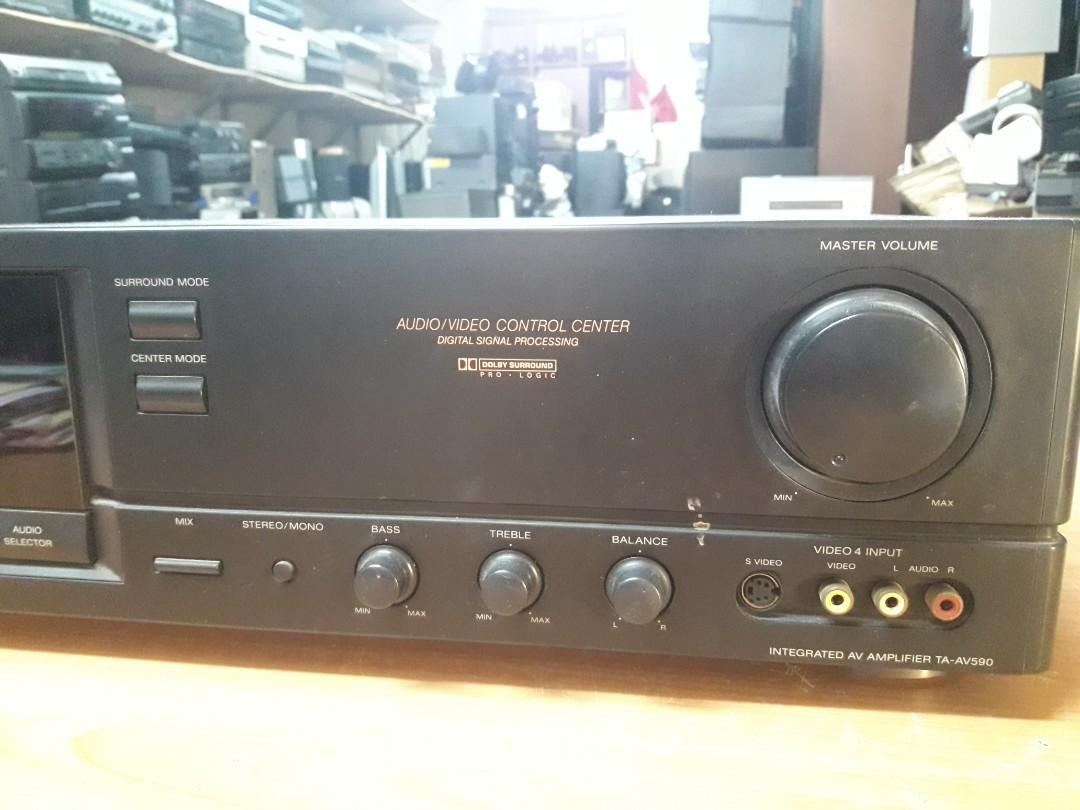 MASTER VOLUME
SURROUND MODE
AUDIO/VIDEO CONTROL CENTER
DIGITAL SIGNAL PROCESSING
CENTER MODE
DOLBY SURROUND
PRO · LOGIC
MIN
MAX
AUDIO
SELECTOR
MIX
STEREO/MONO
BASS
TREBLE
BALANCE
VIDEO 4 INPUT
S VIDEO
VIDEO
L AUDIO R
MIN
MAX
MIN
MAX
L
R
INTEGRATED AV AMPLIFIER TA-AV590